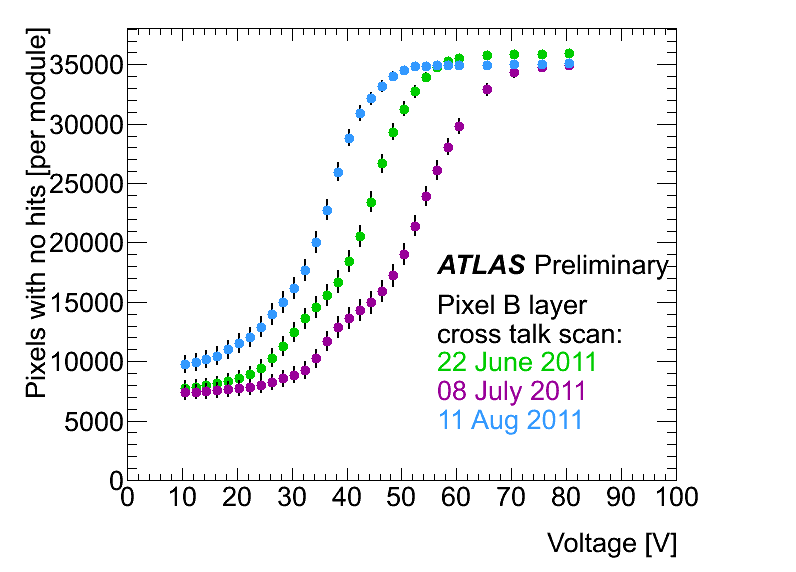 Pixels with no hits [per module]
35000
30000
25000
20000
15000
10000
5000
0
0 10 20 30 40 50 60 70 80 90 100
Voltage [V]
ATLAS Preliminary
Pixel B layer
cross talk scan:
22 June 2011
08 July 2011
11 Aug 2011